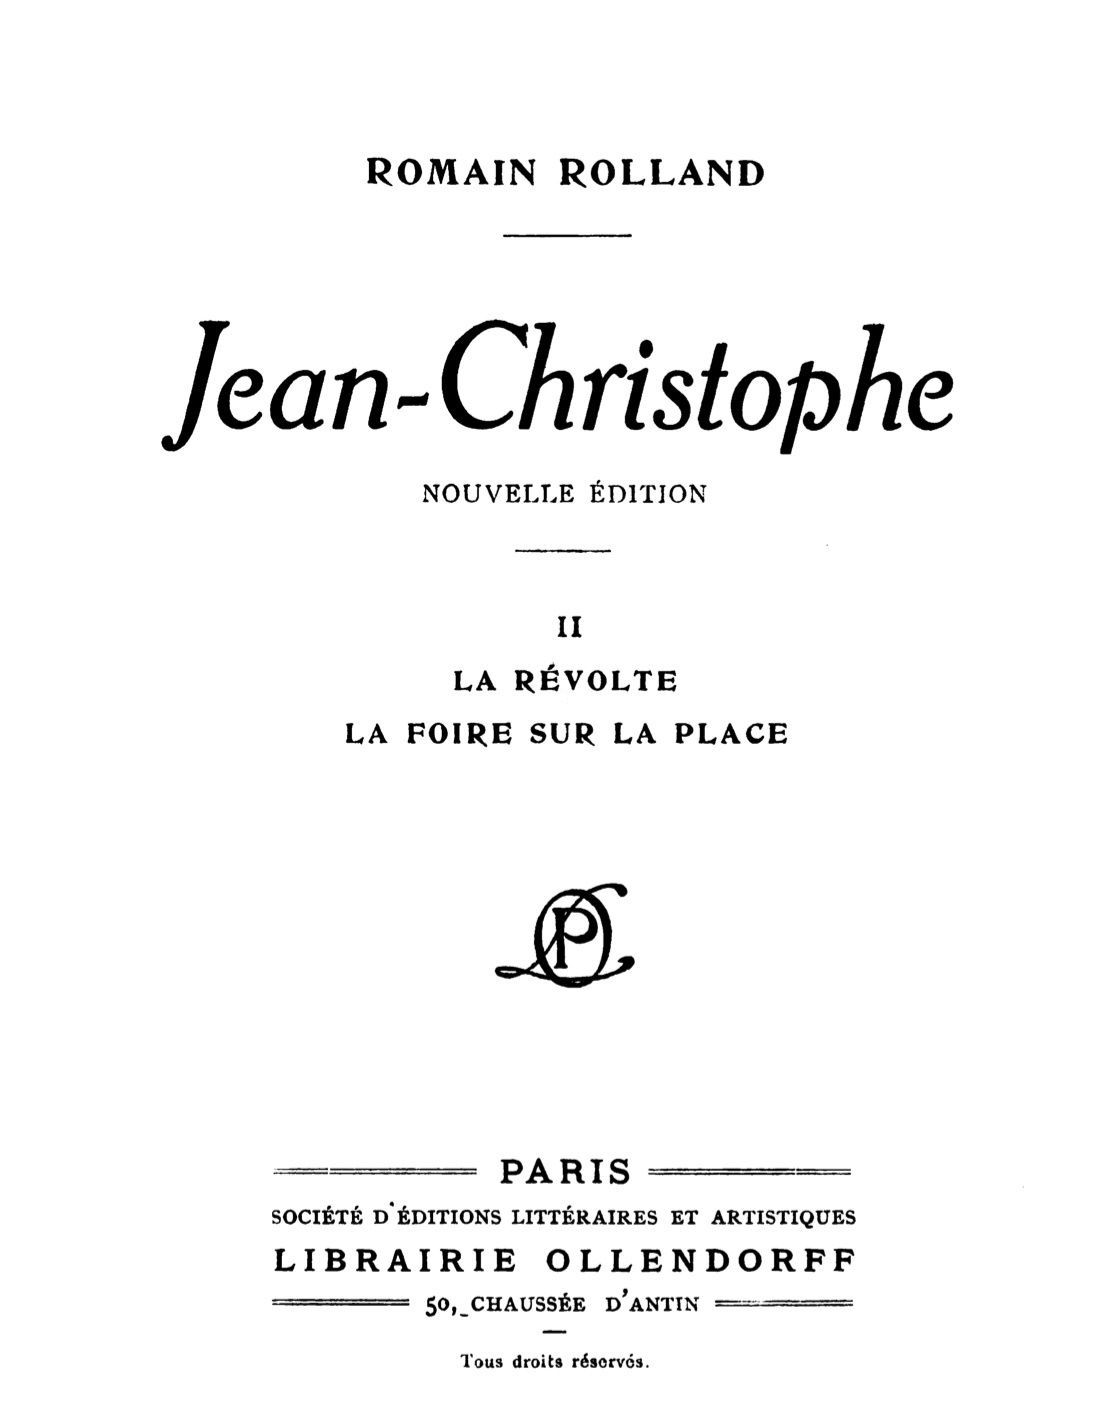 ROMAIN ROLLAND
Jean-Christophe
NOUVELLE ÉDITION
II
LA RÉVOLTE
LA FOIRE SUR LA PLACE
PARIS
SOCIÉTÉ D'ÉDITIONS LITTÉRAIRES ET ARTISTIQUES
LIBRAIRIE OLLENDORFF
50, CHAUSSÉE D'ANTIN
Tous droits réservés.